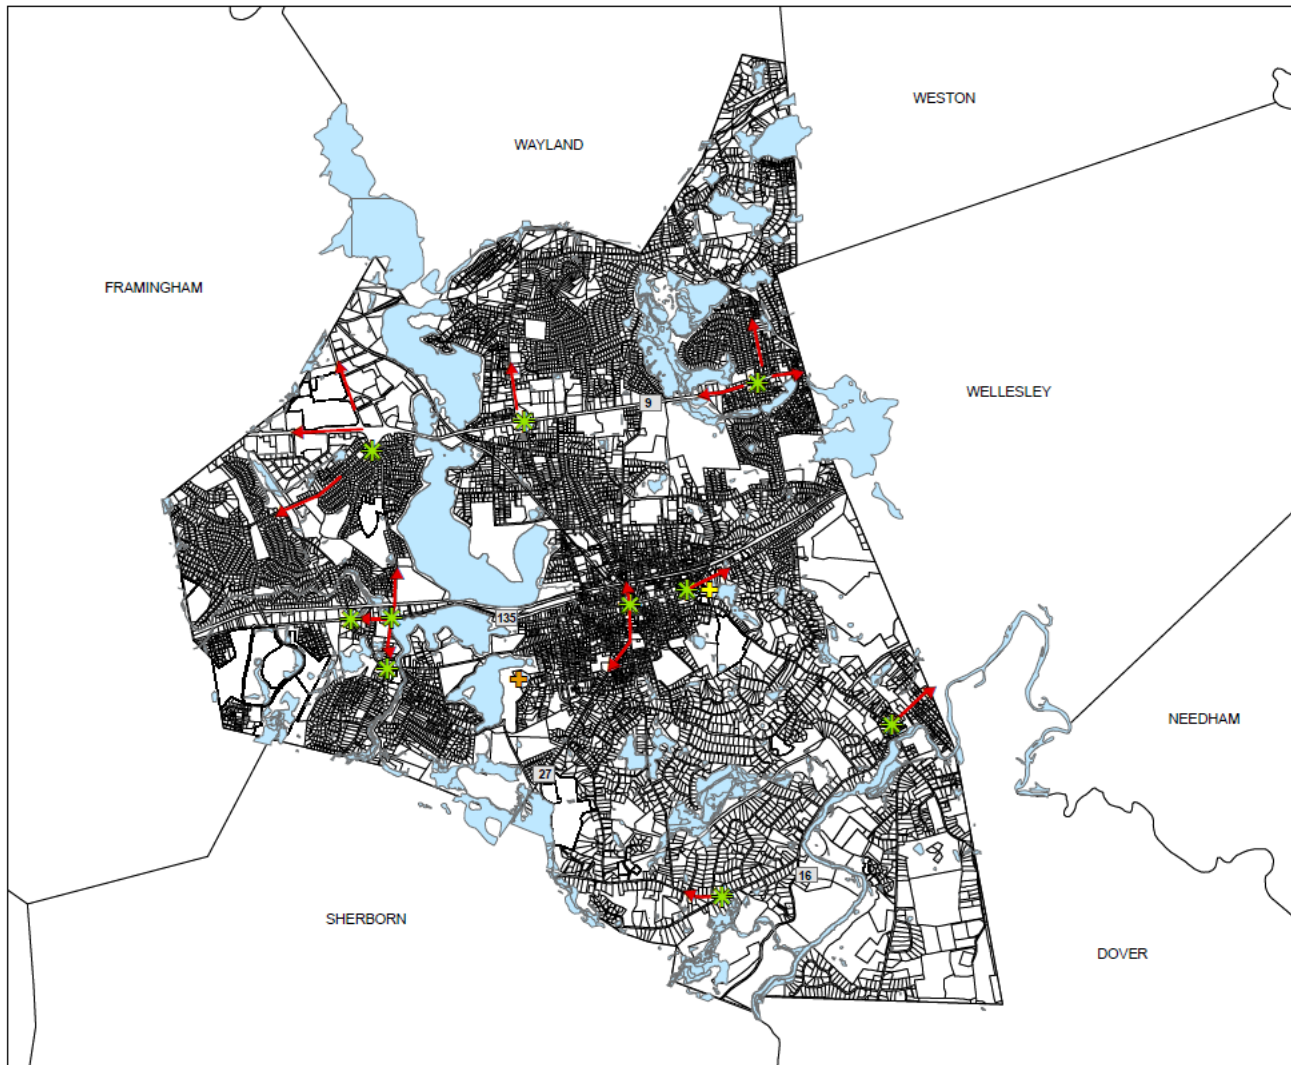 WESTON
WAYLAND
FRAMINGHAM
WELLESLEY
9
135
NEEDHAM
27
16
SHERBORN
DOVER